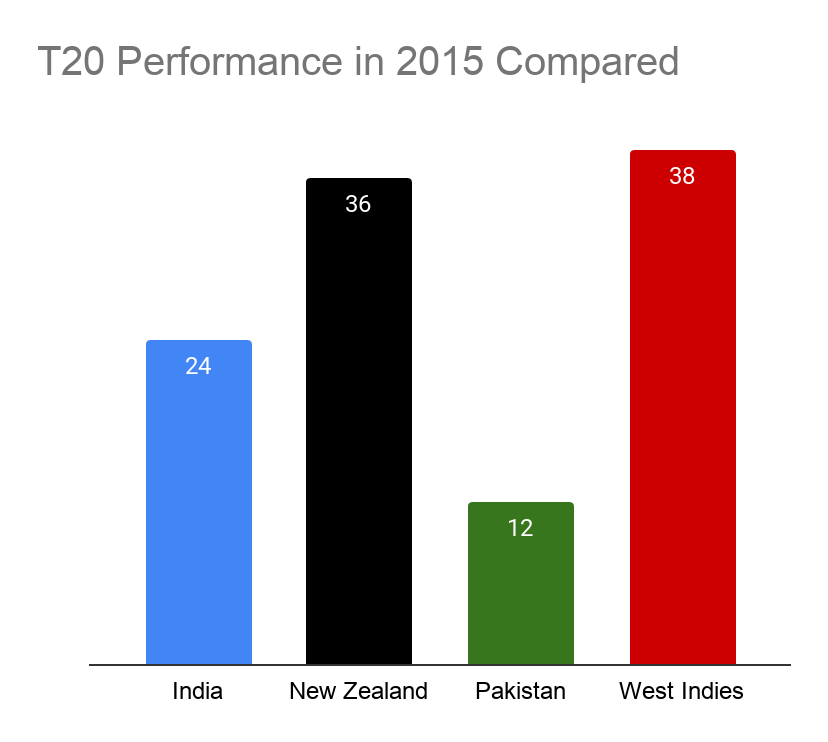 T20 Performance in 2015 Compared
38
36
24
12
India New Zealand Pakistan West Indies